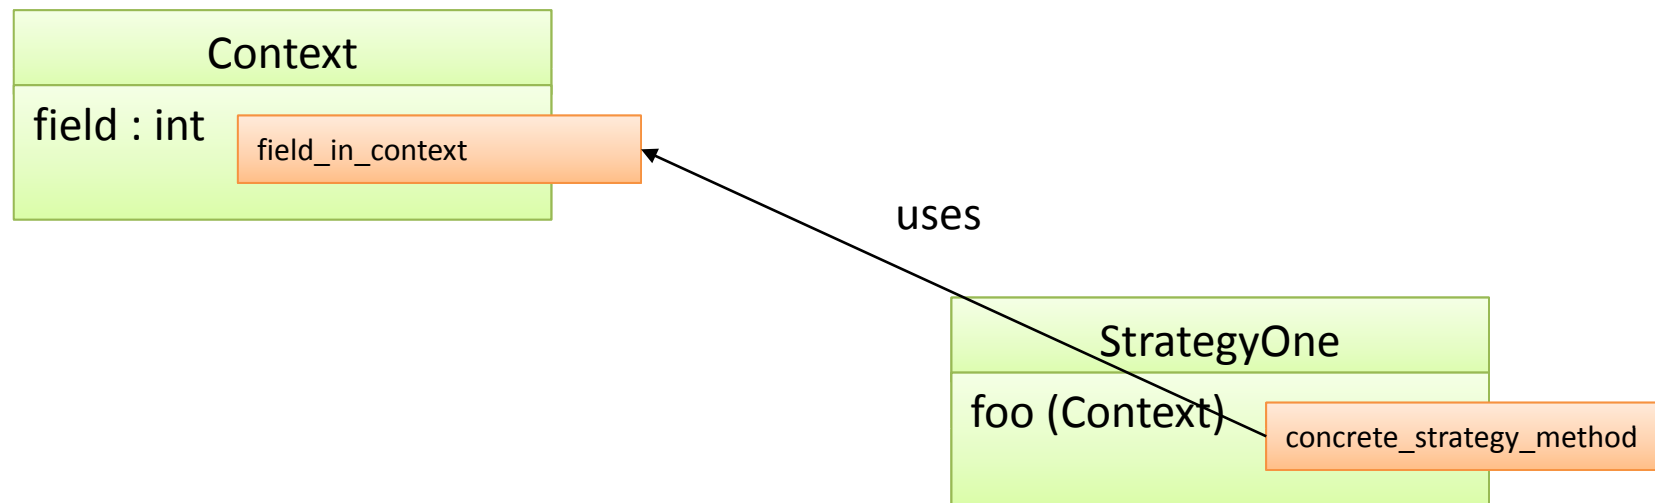 Context
field : int
field_in_context
uses
StrategyOne
foo (Context)
concrete_strategy_method